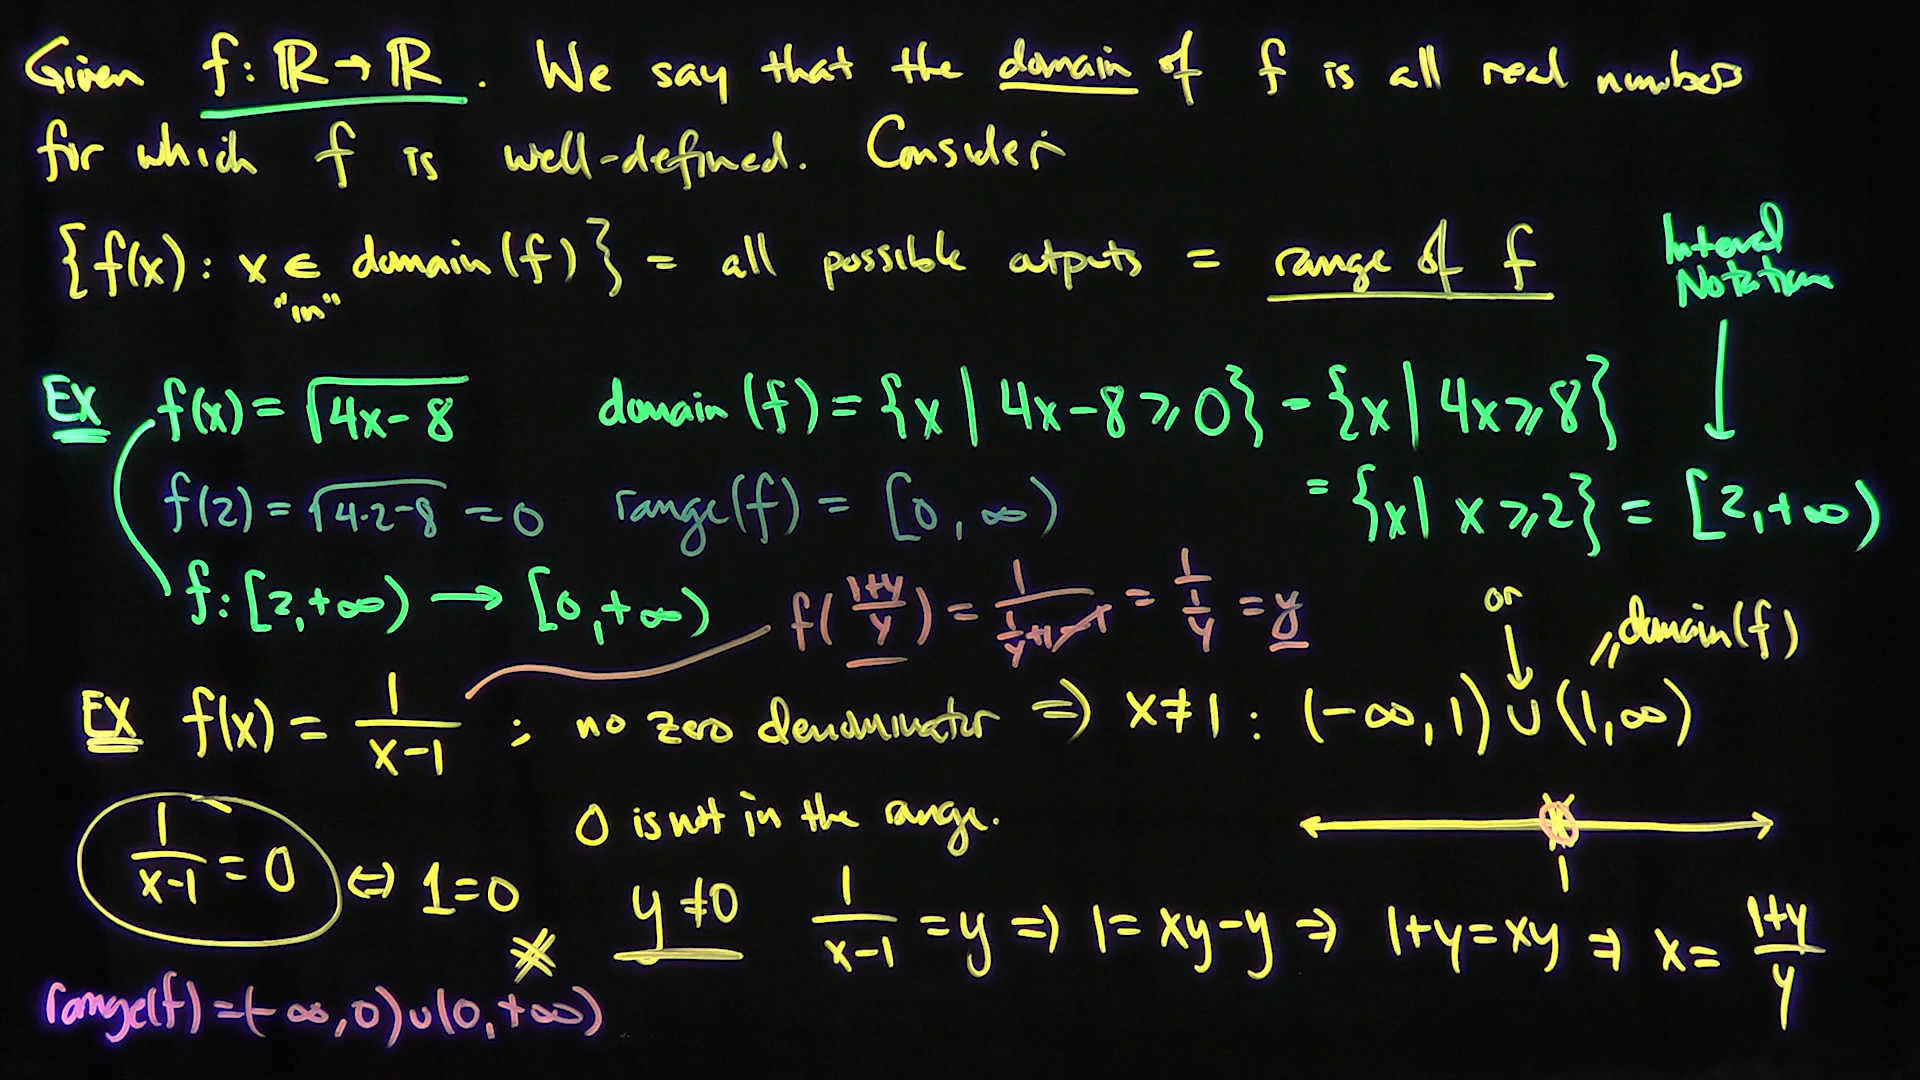 Given f: ℝ → ℝ. We say that the domain of f is all real numbers
for which f is well-defined. Consider
{f(x) : x ∈ domain(f)} = all possible outputs = range of f
"in"
Interval
Notation
EX f(x) = √(4x-8) domain(f) = {x | 4x-8 ≥ 0} = {x | 4x ≥ 8}
= {x | x ≥ 2} = [2, +∞)
f(2) = √(4·2-8) = 0 range(f) = [0, ∞)
f: [2, +∞) → [0, +∞)
f((1+y)/y) = 1/(1/y+1-1) = 1/(1/y) = y
or
= domain(f)
EX f(x) = 1/(x-1) ; no zero denominator ⇒ x ≠ 1 : (-∞, 1) ∪ (1, ∞)
1
1/(x-1) = 0 ⇔ 1 = 0
0 is not in the range.
y ≠ 0 1/(x-1) = y ⇒ 1 = xy - y ⇒ 1+y = xy ⇒ x = (1+y)/y
range(f) = (-∞, 0) ∪ (0, +∞)